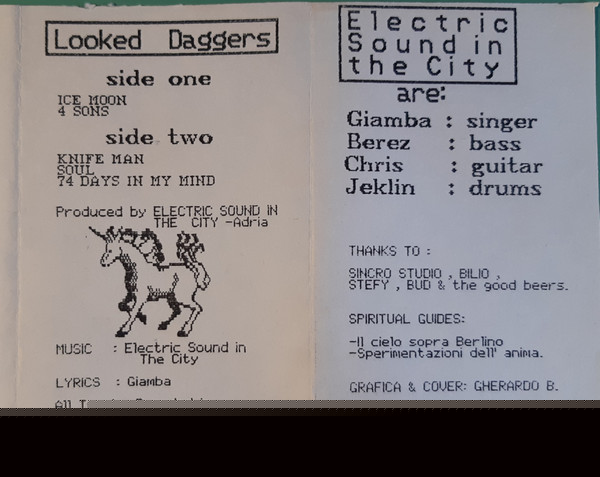 Looked Daggers
side one
ICE MOON
4 SONS
side two
KNIFE MAN
SOUL
74 DAYS IN MY MIND
Produced by ELECTRIC SOUND IN
THE CITY -Adria
MUSIC : Electric Sound in
The City
LYRICS : Giamba
All
Electric
Sound in
the City
are:
Giamba : singer
Berez : bass
Chris : guitar
Jeklin : drums
THANKS TO :
SINCRO STUDIO , BILIO ,
STEFY , BUD & the good beers.
SPIRITUAL GUIDES:
-Il cielo sopra Berlino
-Sperimentazioni dell' anima.
GRAFICA & COVER: GHERARDO B.